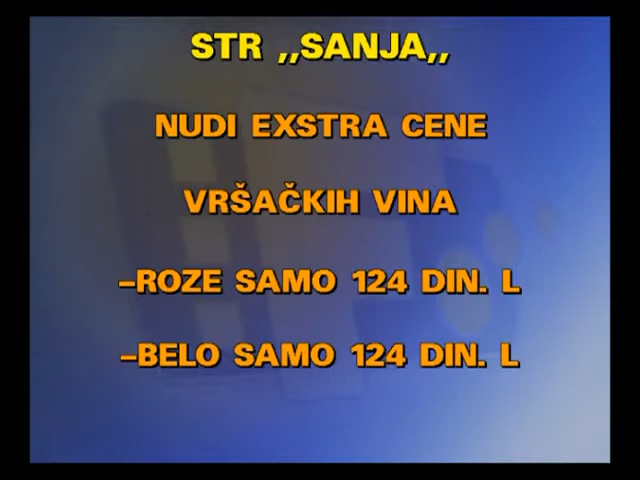 STR ,,SANJA,,
NUDI EXSTRA CENE
VRŠAČKIH VINA
–ROZE SAMO 124 DIN. L
–BELO SAMO 124 DIN. L